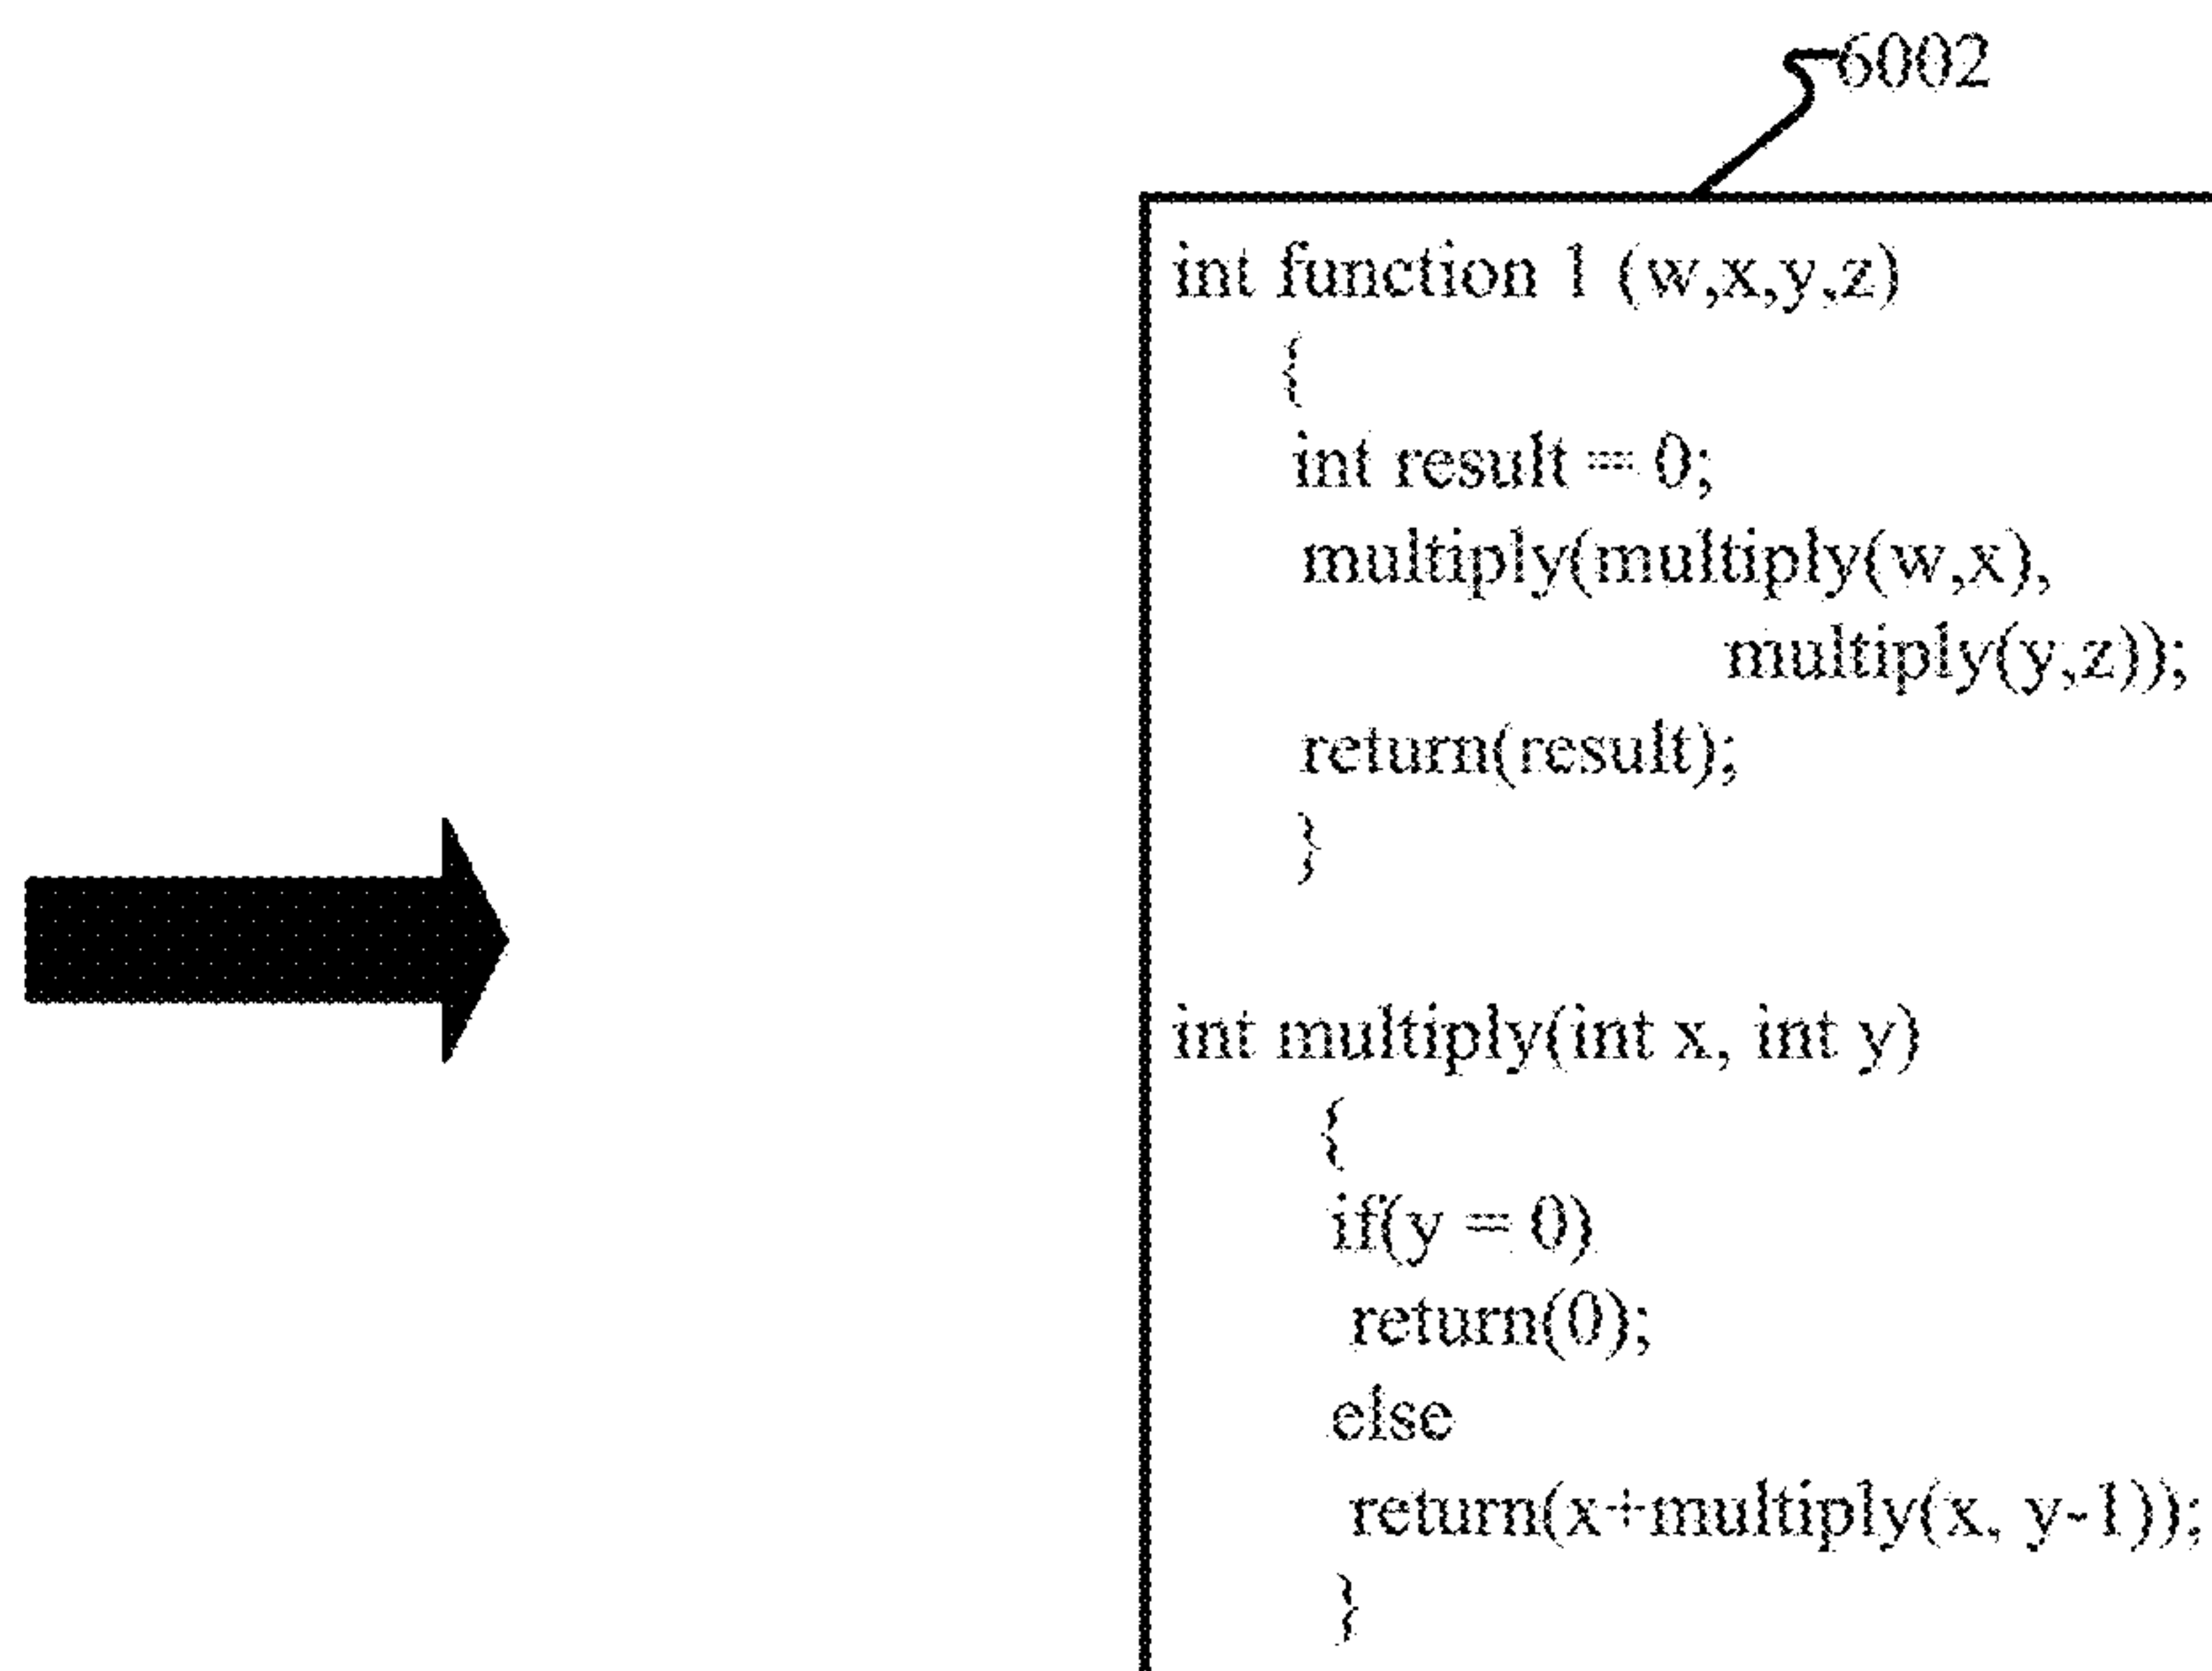 6002
int function 1 (w,x,y,z)
{
int result = 0;
multiply(multiply(w,x),
multiply(y,z));
return(result);
}
int multiply(int x, int y)
{
if(y = 0)
return(0);
else
return(x+multiply(x, y-1));
}